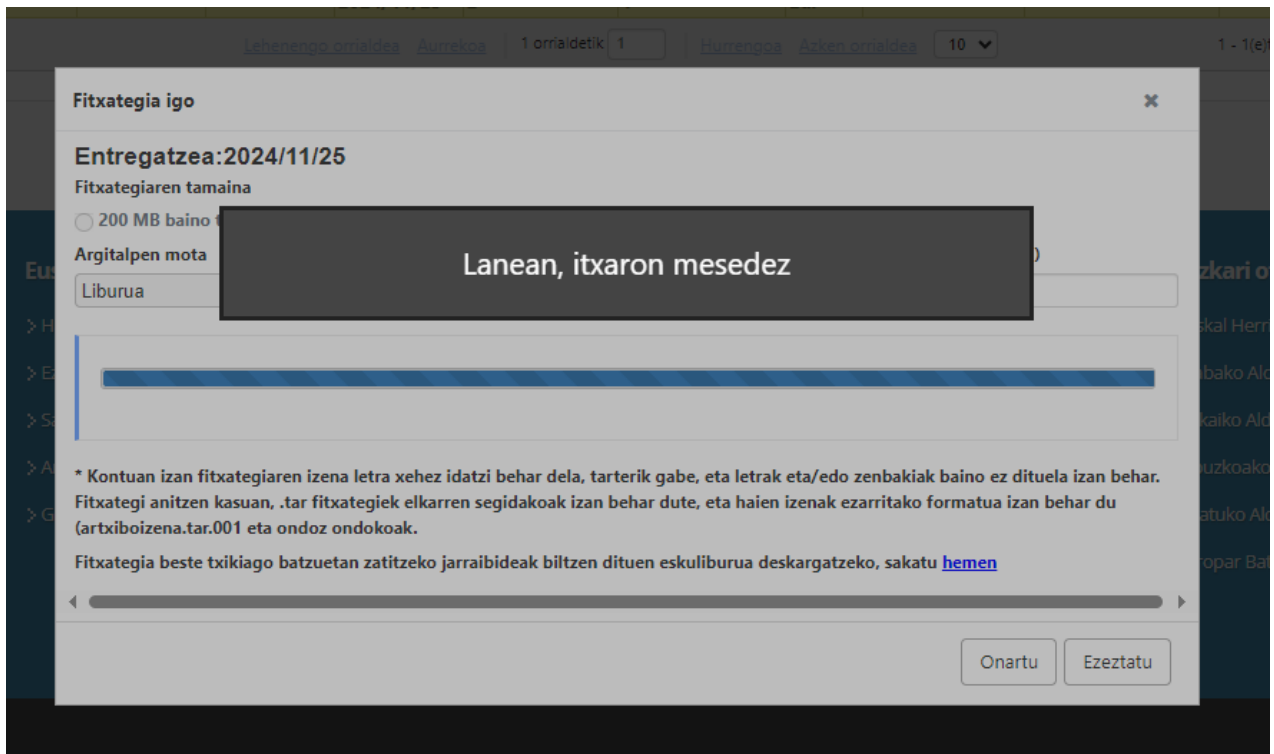 Lehenengo orrialdea Aurrekoa 1 orrialdetik 1 Hurrengoa Azken orrialdea 10 1 - 1(e)
Fitxategia igo
Entregatzea:2024/11/25
Fitxategiaren tamaina
200 MB baino
Argitalpen mota
Liburua
Lanean, itxaron mesedez
* Kontuan izan fitxategiaren izena letra xehez idatzi behar dela, tarterik gabe, eta letrak eta/edo zenbakiak baino ez dituela izan behar.
Fitxategi anitzen kasuan, .tar fitxategiek elkarren segidakoak izan behar dute, eta haien izenak ezarritako formatua izan behar du
(artxiboizena.tar.001 eta ondoz ondokoak.
Fitxategia beste txikiago batzuetan zatitzeko jarraibideak biltzen dituen eskuliburua deskargatzeko, sakatu hemen
Onartu Ezeztatu